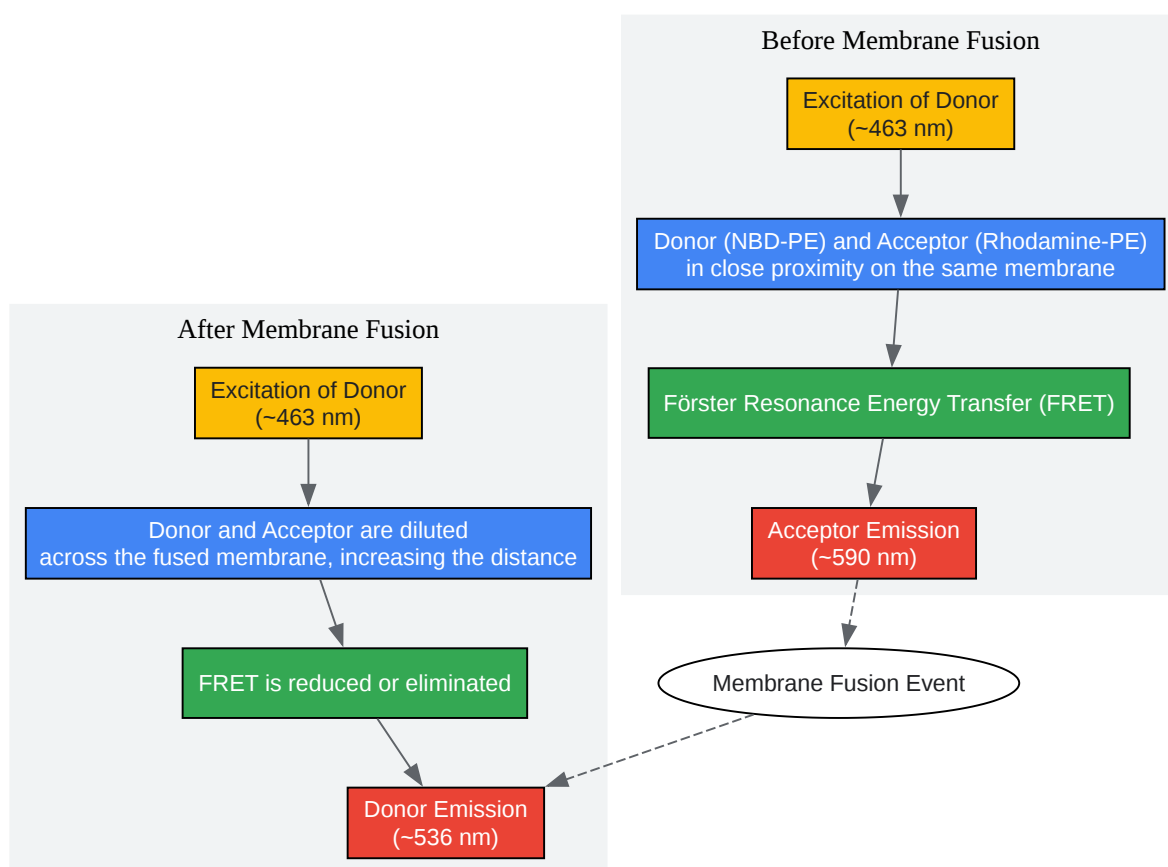 Before Membrane Fusion
Excitation of Donor
(~463 nm)
Donor (NBD-PE) and Acceptor (Rhodamine-PE)
in close proximity on the same membrane
Förster Resonance Energy Transfer (FRET)
Acceptor Emission
(~590 nm)
Membrane Fusion Event
After Membrane Fusion
Excitation of Donor
(~463 nm)
Donor and Acceptor are diluted
across the fused membrane, increasing the distance
FRET is reduced or eliminated
Donor Emission
(~536 nm)